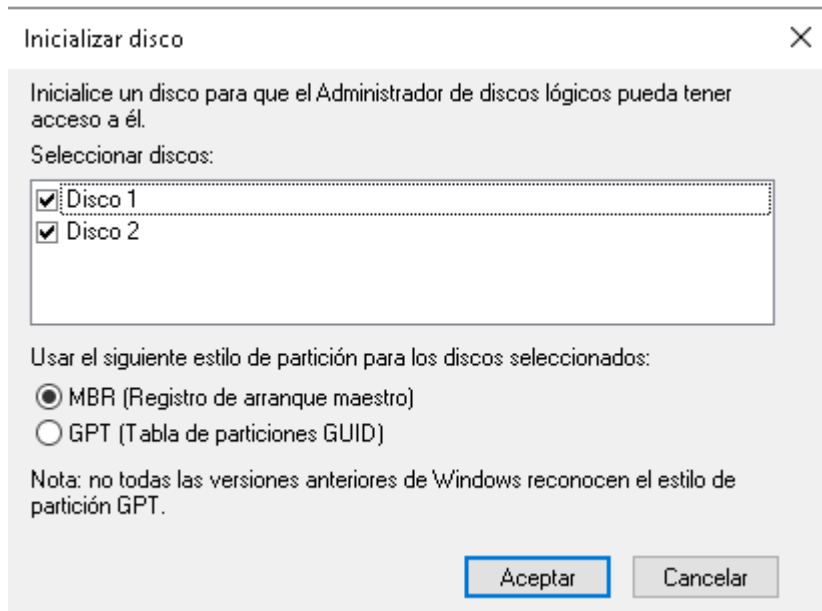 Inicializar disco
Inicialice un disco para que el Administrador de discos lógicos pueda tener
acceso a él.
Seleccionar discos:
Disco 1
Disco 2
Usar el siguiente estilo de partición para los discos seleccionados:
MBR (Registro de arranque maestro)
GPT (Tabla de particiones GUID)
Nota: no todas las versiones anteriores de Windows reconocen el estilo de
partición GPT.
Aceptar Cancelar